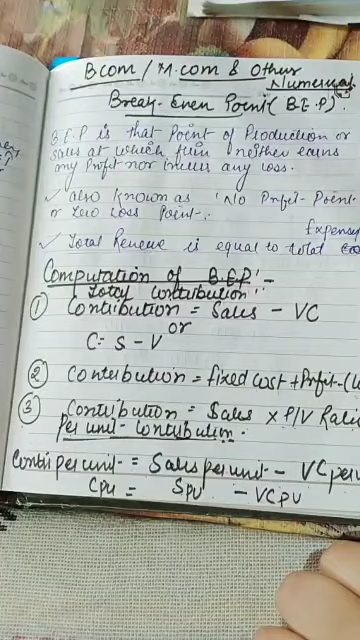 Bcom / M.com & Other
Numerical
Break-Even Point (B.E.P)
B.E.P is that Point of Production or
sales at which firm neither earns
any Profit nor incurs any loss.
✓ also known as 'No Profit-Point
or Zero Loss Point.
Expenses
✓ Total Revenue is equal to total
Computation of B.E.P' -
Total Contribution :-
① Contribution = Sales - VC
or
C = S - V
② Contribution = fixed cost + Profit - (L
③ Contribution = Sales × P/V Ratio
Per unit - Contribution -
Contri per unit = Sales per unit - VC per
Cpu = Spu - VCpu